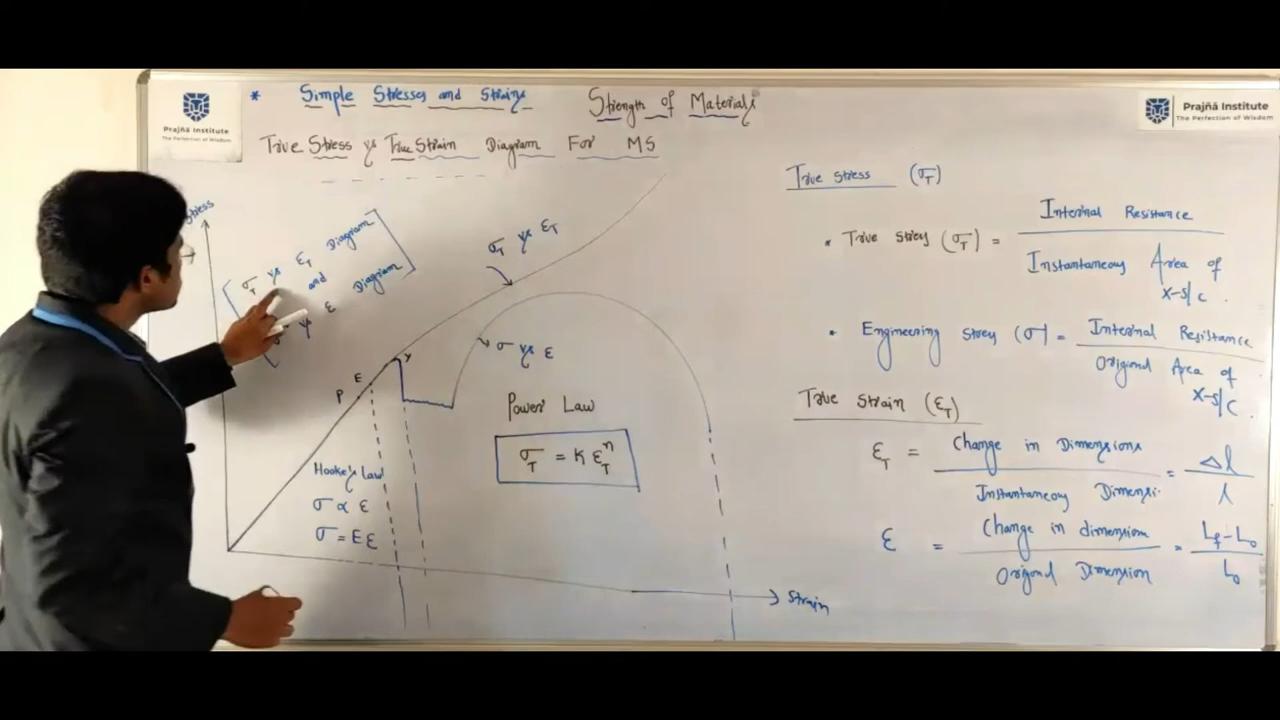 Prajñā Institute
The Perfection of Wisdom
* Simple Stresses and Strains
Strength of Materials
Prajñā Institute
The Perfection of Wisdom
True Stress vs True Strain Diagram For MS
Stress
σT vs εT Diagram
and
σ vs ε Diagram
σT vs εT
σ vs ε
P
E
Y
Hooke's Law
σ ∝ ε
σ = Eε
Power Law
σT = K εT^n
Strain
True Stress (σT)
* True Stress (σT) = Internal Resistance / Instantaneous Area of X-s/c.
* Engineering Stress (σ) = Internal Resistance / Original Area of X-s/c.
True Strain (εT)
εT = Change in Dimensions / Instantaneous Dimensi. = Δl / l
ε = Change in dimension / Original Dimension = Lf - Lo / Lo